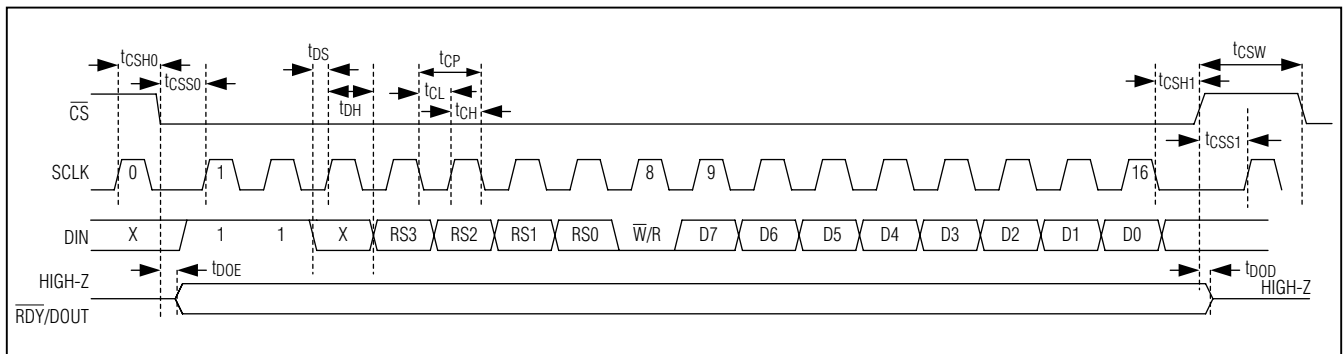 tCSH0 tDS tCP tCSW
tCSS0 tCL tCSH1
tDH tCH
CS
tCSS1
SCLK 0 1 8 9 16
DIN X 1 1 X RS3 RS2 RS1 RS0 W/R D7 D6 D5 D4 D3 D2 D1 D0
tDOE tDOD
HIGH-Z HIGH-Z
RDY/DOUT